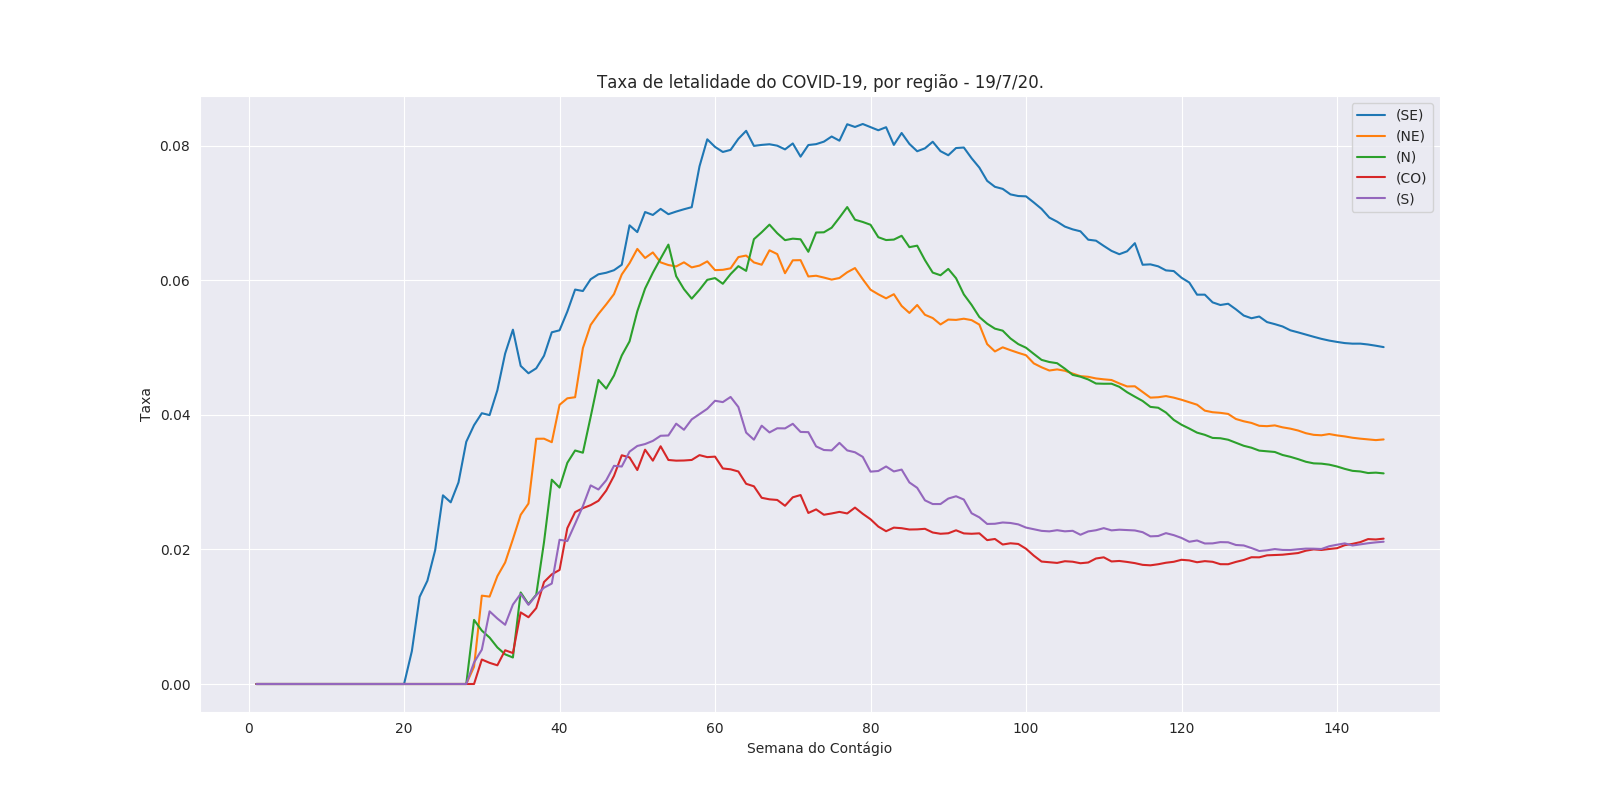 Taxa de letalidade do COVID-19, por região - 19/7/20.
(SE)
(NE)
(N)
(CO)
(S)
Taxa
0.08
0.06
0.04
0.02
0.00
0 20 40 60 80 100 120 140
Semana do Contágio